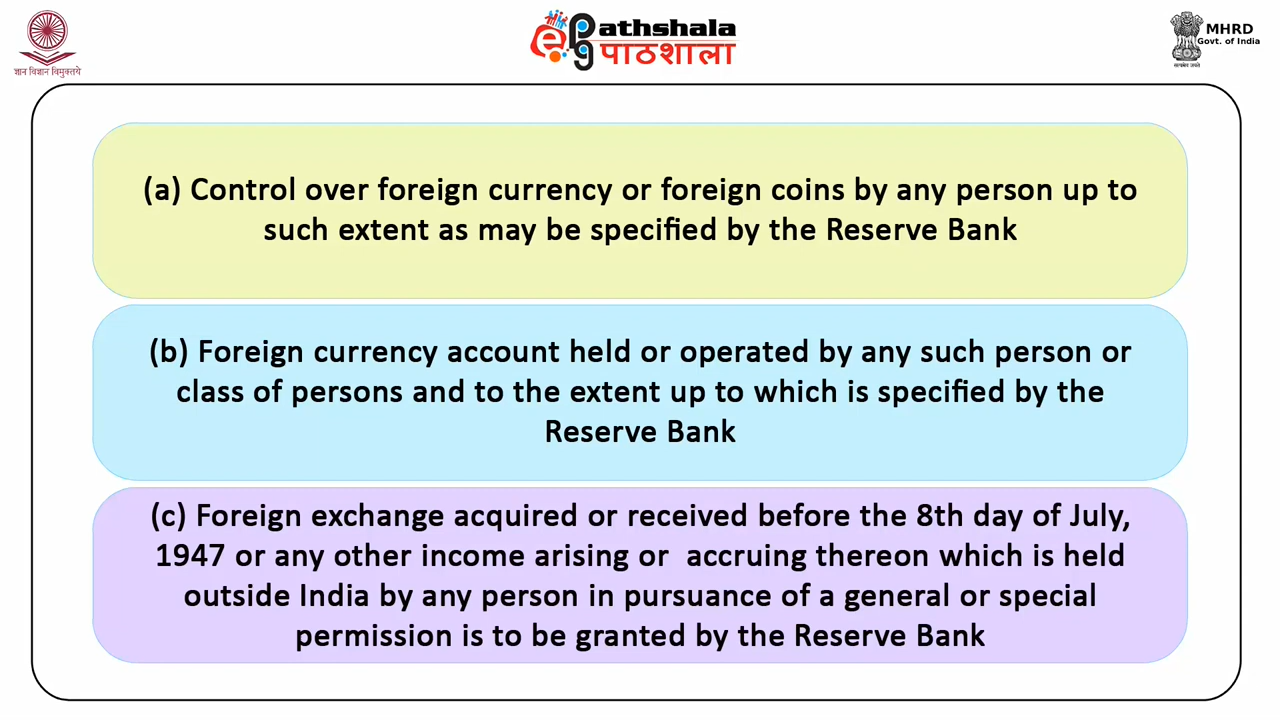 ज्ञान विज्ञान विमुक्तये
e
pg
athshala
पाठशाला
MHRD
Govt. of India
सत्यमेव जयते
(a) Control over foreign currency or foreign coins by any person up to
such extent as may be specified by the Reserve Bank
(b) Foreign currency account held or operated by any such person or
class of persons and to the extent up to which is specified by the
Reserve Bank
(c) Foreign exchange acquired or received before the 8th day of July,
1947 or any other income arising or accruing thereon which is held
outside India by any person in pursuance of a general or special
permission is to be granted by the Reserve Bank